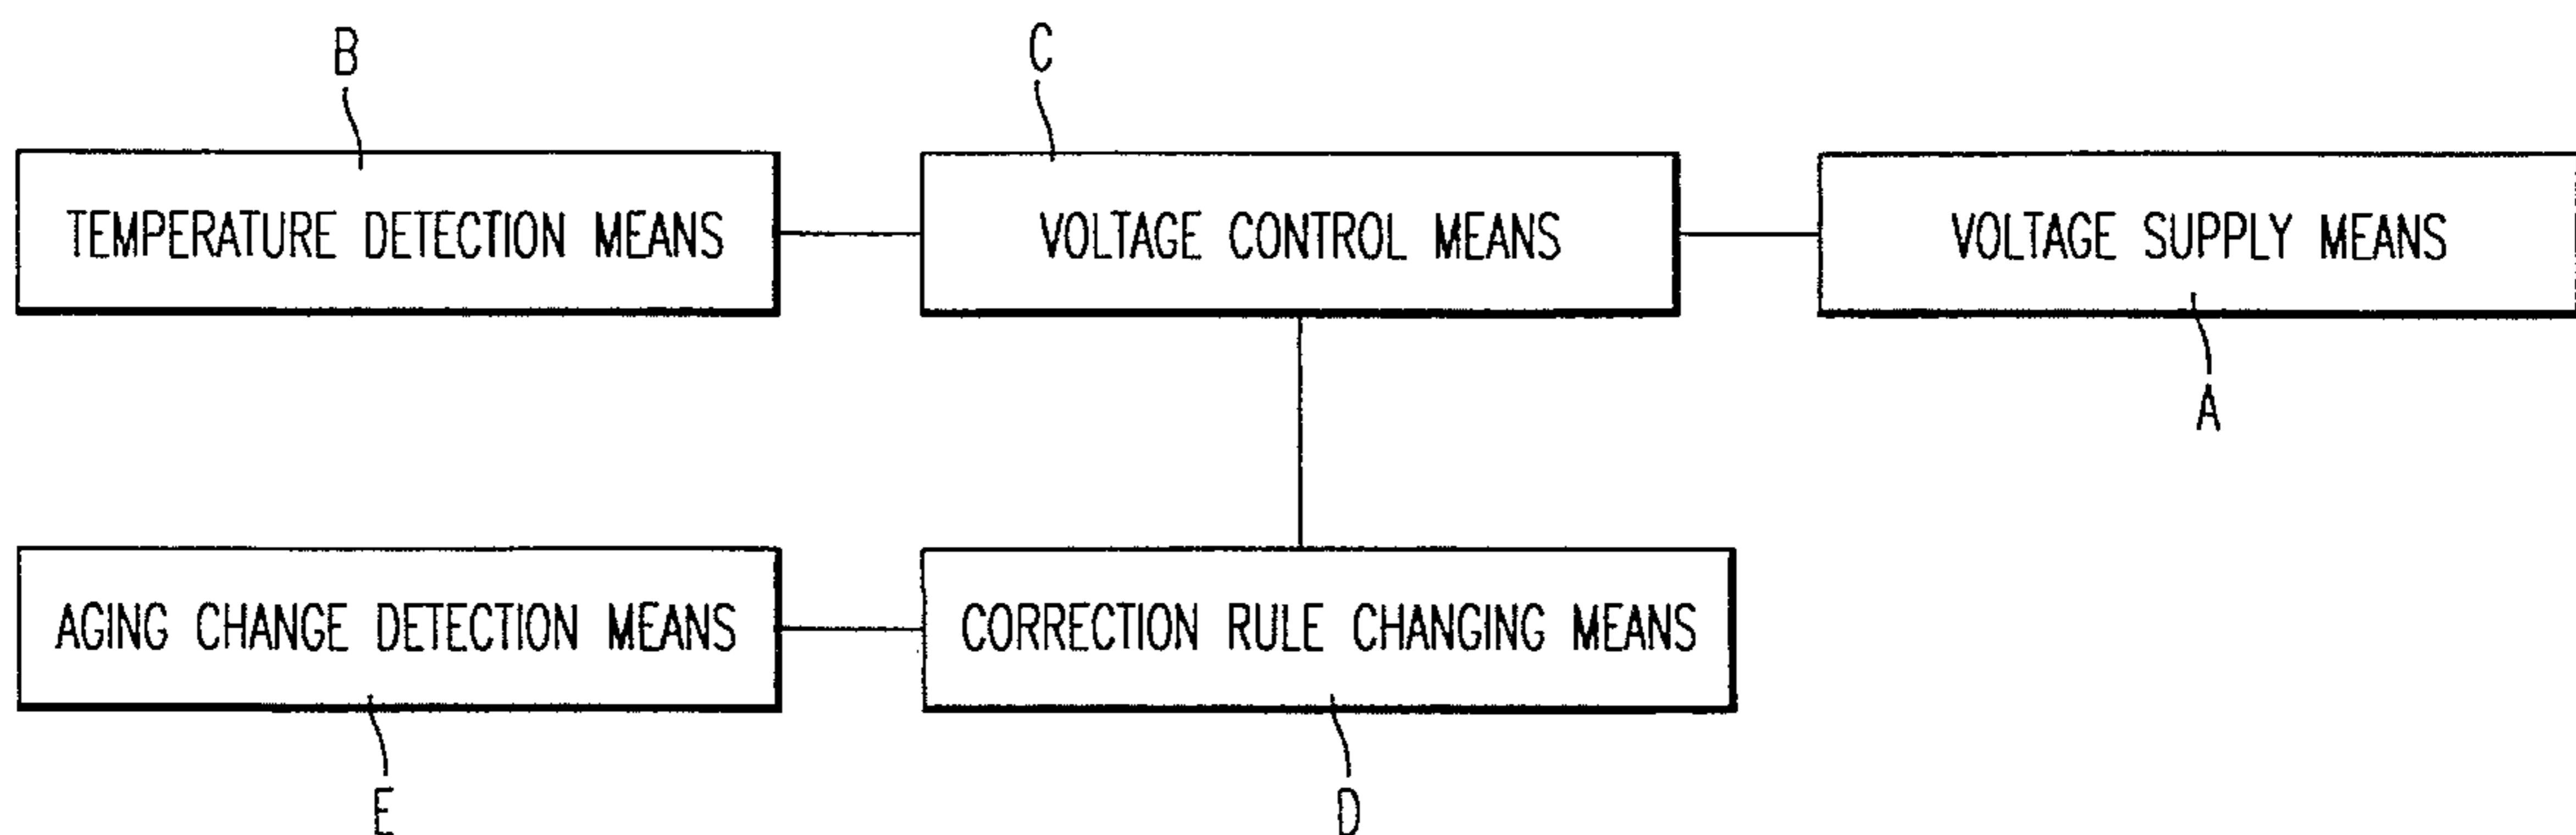 B
C
TEMPERATURE DETECTION MEANS
VOLTAGE CONTROL MEANS
VOLTAGE SUPPLY MEANS
A
AGING CHANGE DETECTION MEANS
CORRECTION RULE CHANGING MEANS
E
D